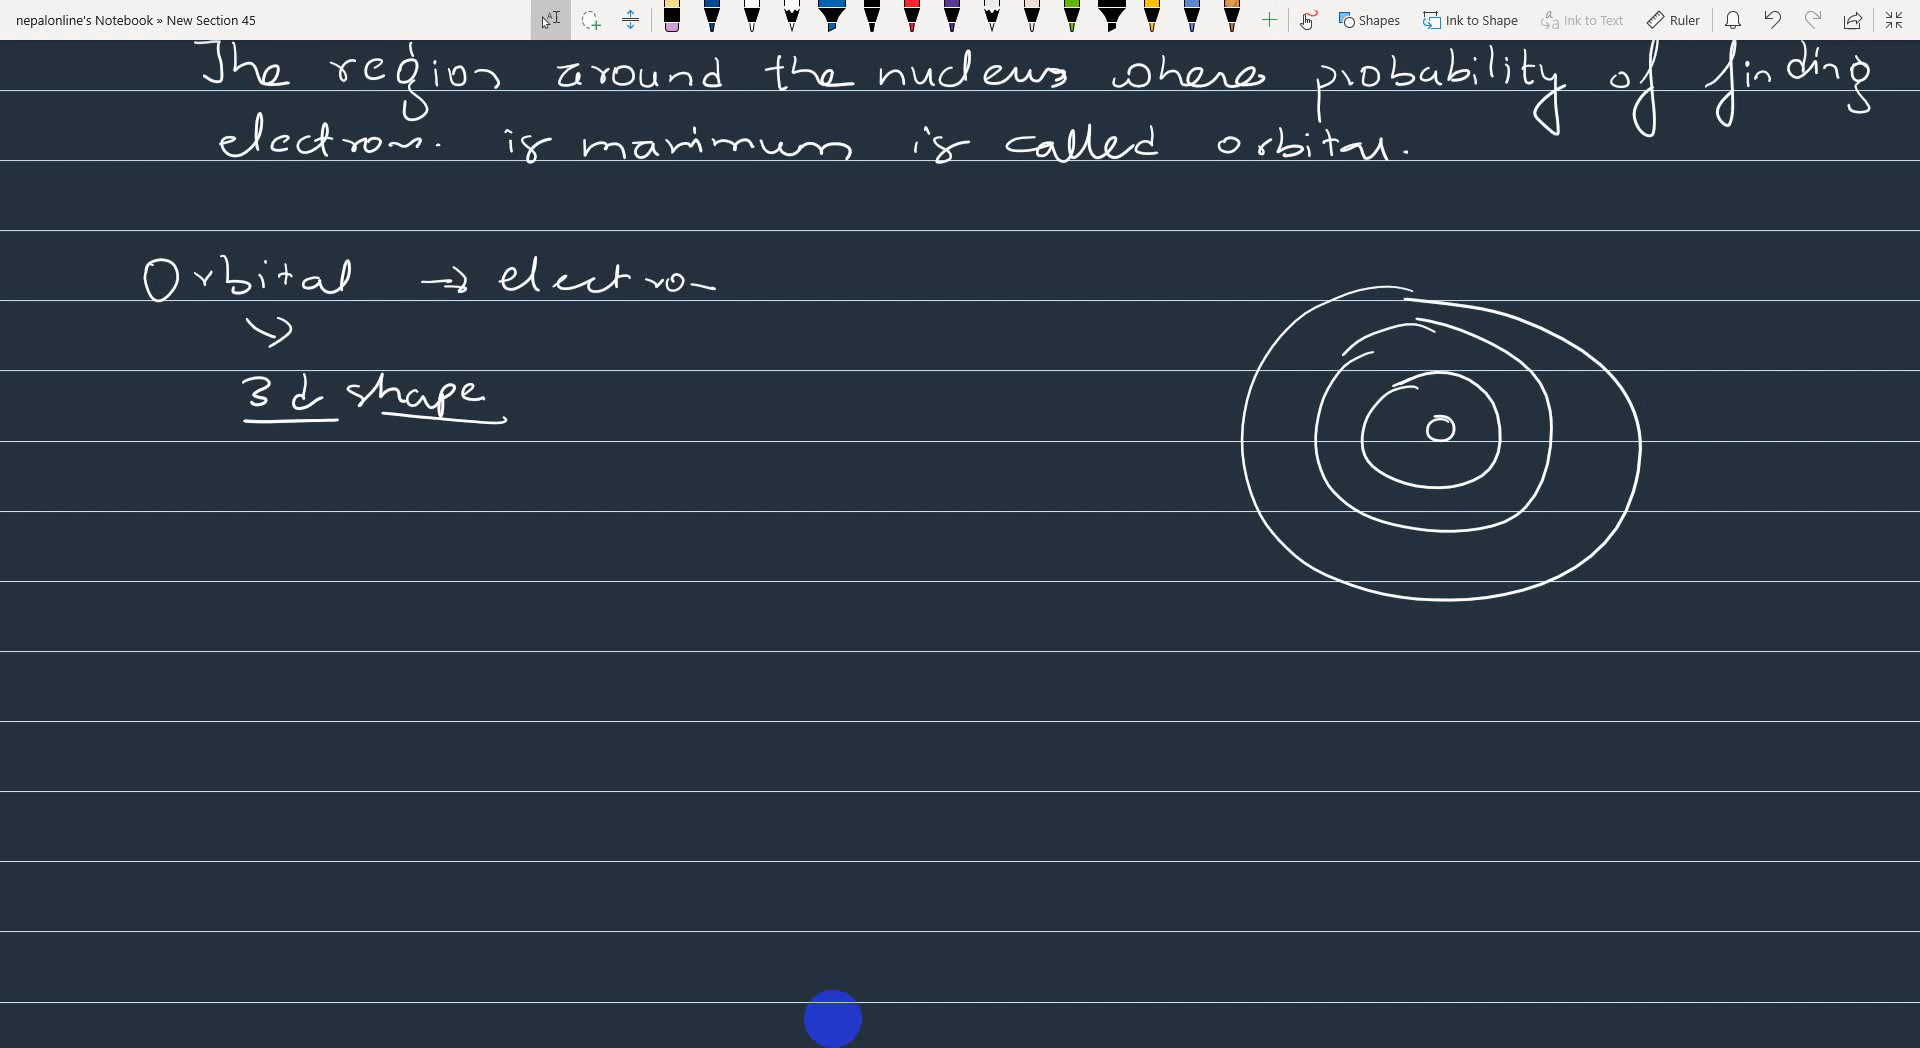 nepalonline's Notebook » New Section 45
Shapes Ink to Shape Ink to Text Ruler
The region around the nucleus where probability of finding
electron. is maximum is called orbital.
Orbital → electron
3d shape